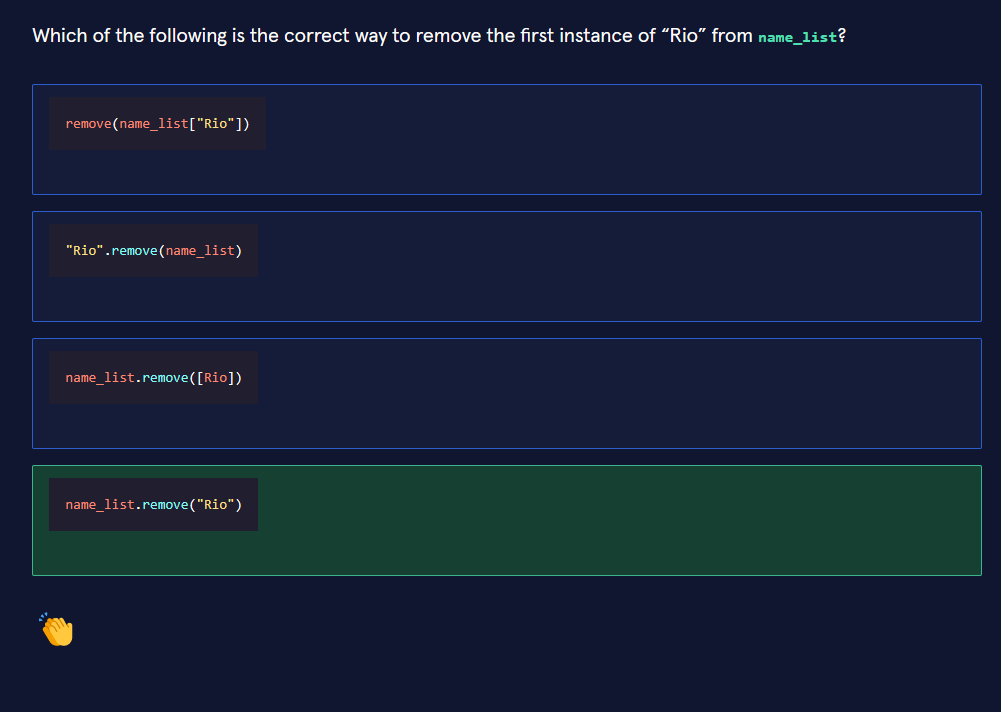 Which of the following is the correct way to remove the first instance of “Rio” from name_list?
remove(name_list["Rio"])
"Rio".remove(name_list)
name_list.remove([Rio])
name_list.remove("Rio")